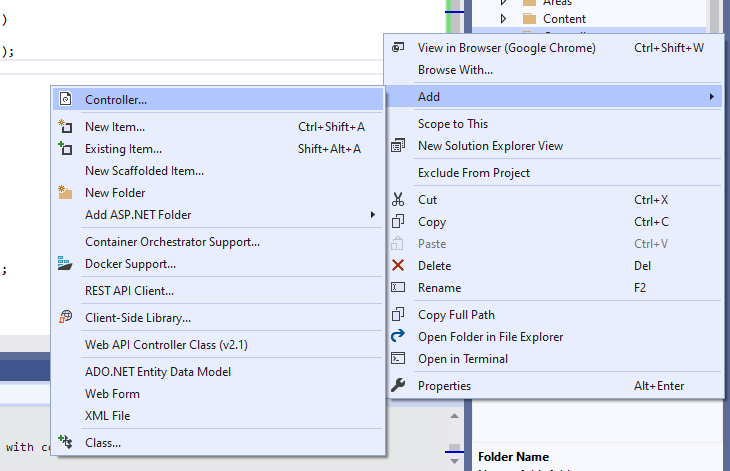 )
);
;
with c
Areas
Content
View in Browser (Google Chrome) Ctrl+Shift+W
Browse With...
Add
Scope to This
New Solution Explorer View
Exclude From Project
Cut Ctrl+X
Copy Ctrl+C
Paste Ctrl+V
Delete Del
Rename F2
Copy Full Path
Open Folder in File Explorer
Open in Terminal
Properties Alt+Enter
Controller...
New Item... Ctrl+Shift+A
Existing Item... Shift+Alt+A
New Scaffolded Item...
New Folder
Add ASP.NET Folder
Container Orchestrator Support...
Docker Support...
REST API Client...
Client-Side Library...
Web API Controller Class (v2.1)
ADO.NET Entity Data Model
Web Form
XML File
Class...
Folder Name